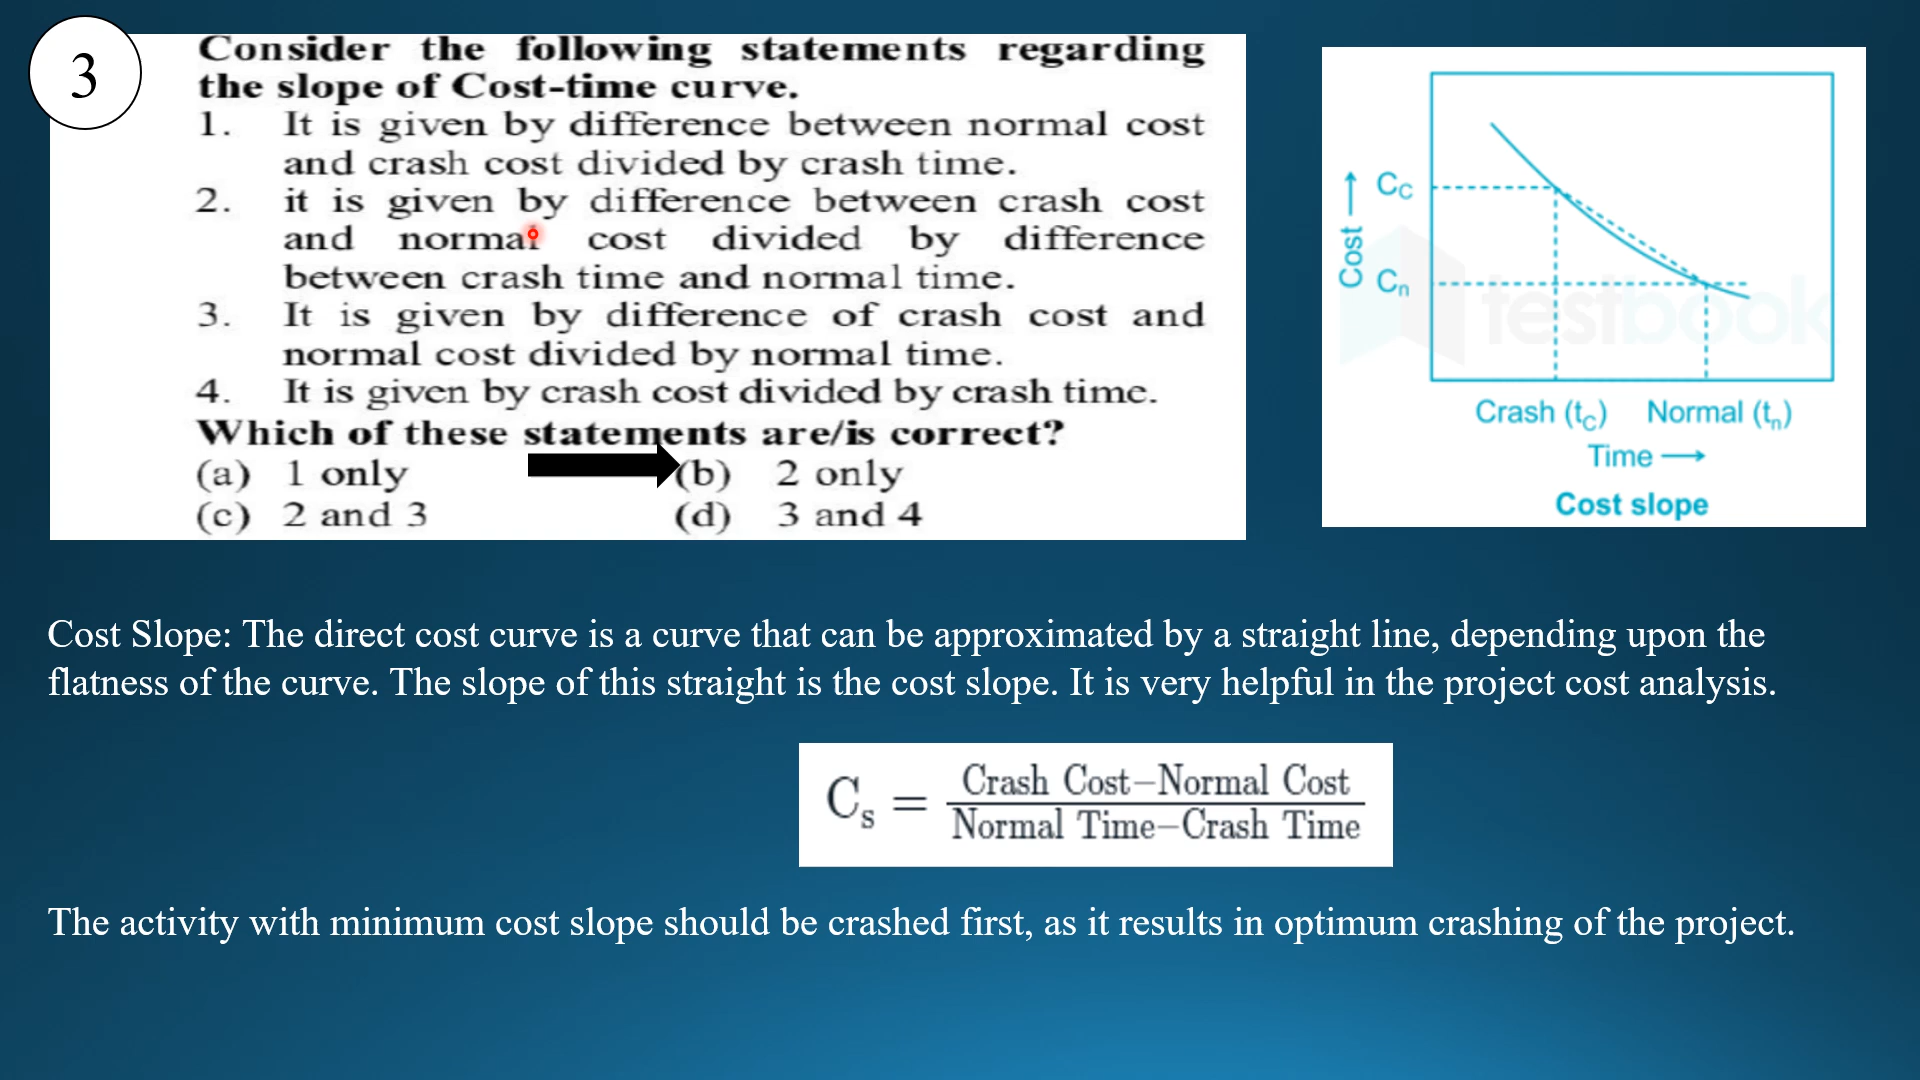 3
Consider the following statements regarding
the slope of Cost-time curve.
1. It is given by difference between normal cost
and crash cost divided by crash time.
2. it is given by difference between crash cost
and normal cost divided by difference
between crash time and normal time.
3. It is given by difference of crash cost and
normal cost divided by normal time.
4. It is given by crash cost divided by crash time.
Which of these statements are/is correct?
(a) 1 only (b) 2 only
(c) 2 and 3 (d) 3 and 4
Cost
Cc
Cn
testbook
Crash (tc) Normal (tn)
Time
Cost slope
Cost Slope: The direct cost curve is a curve that can be approximated by a straight line, depending upon the
flatness of the curve. The slope of this straight is the cost slope. It is very helpful in the project cost analysis.
Cs = Crash Cost–Normal Cost
Normal Time–Crash Time
The activity with minimum cost slope should be crashed first, as it results in optimum crashing of the project.